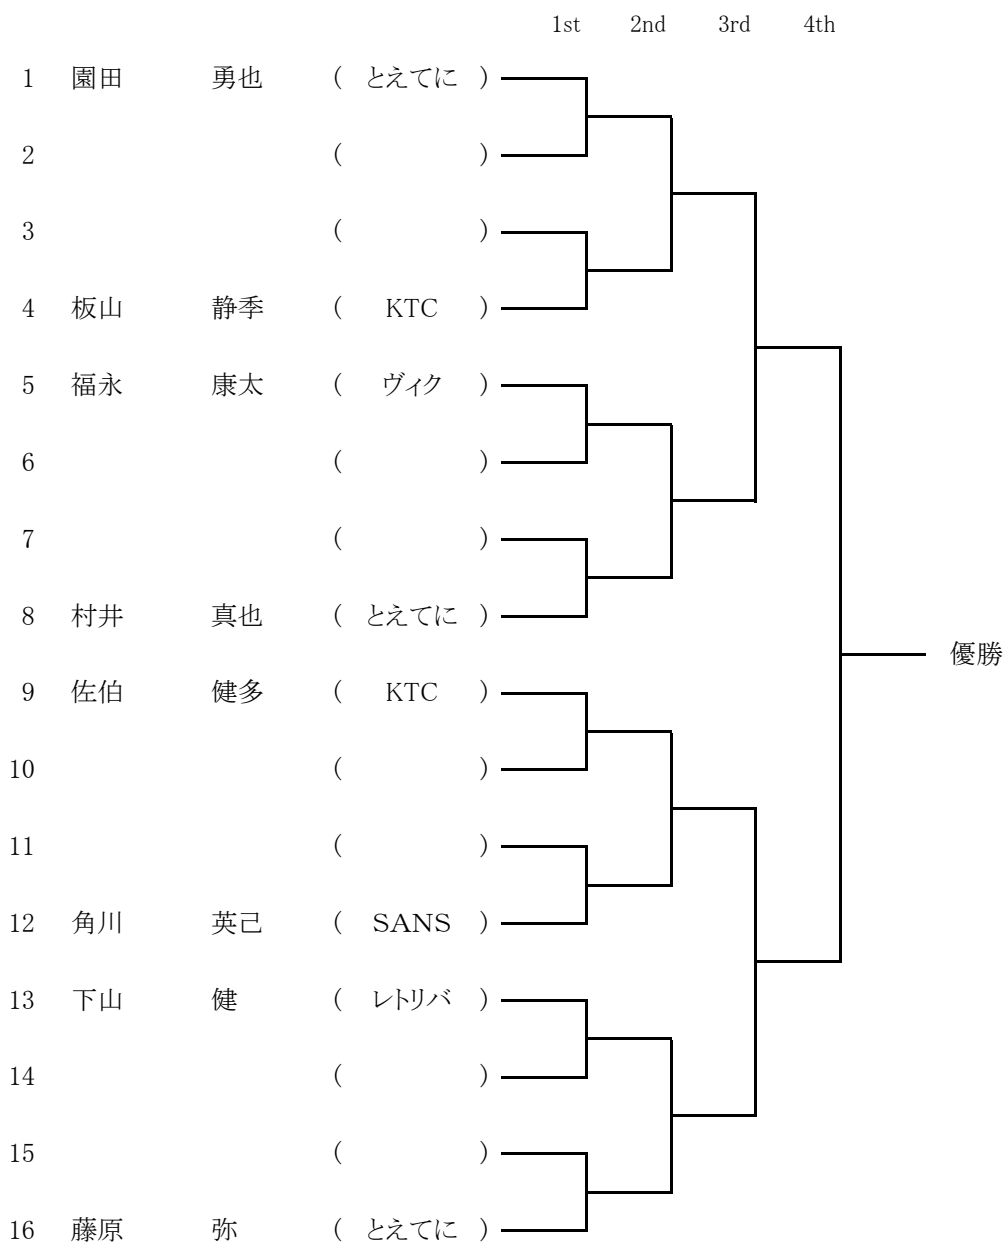 1st 2nd 3rd 4th
1 園田 勇也 ( とえてに )
2 ( )
3 ( )
4 板山 静季 ( KTC )
5 福永 康太 ( ヴィク )
6 ( )
7 ( )
8 村井 真也 ( とえてに )
優勝
9 佐伯 健多 ( KTC )
10 ( )
11 ( )
12 角川 英己 ( SANS )
13 下山 健 ( レトリバ )
14 ( )
15 ( )
16 藤原 弥 ( とえてに )